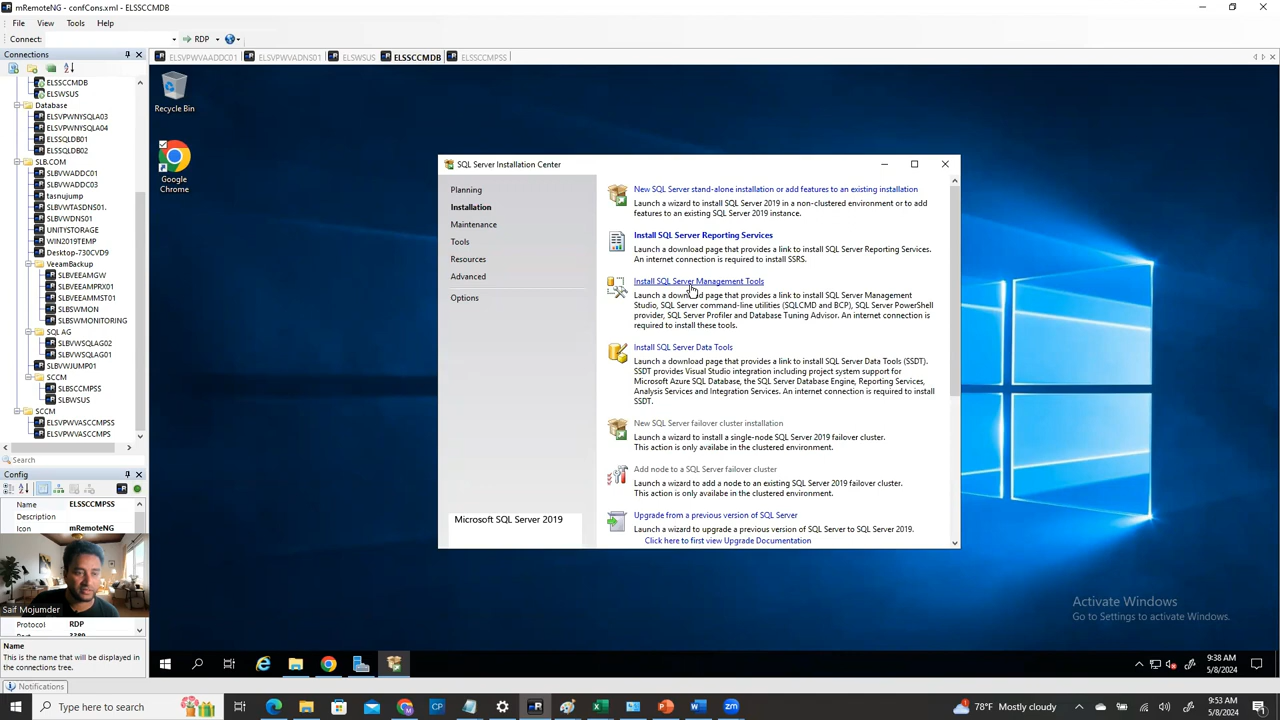 mRemoteNG - confCons.xml - ELSSCCMDB
File View Tools Help
Connect: RDP
Connections
ELSVPWVAADDC01 ELSVPWVADNS01 ELSWSUS ELSSCCMDB ELSSCCMPSS
ELSSCCMDB
ELSWSUS
Database
ELSVPWNYSQLA03
ELSVPWNYSQLA04
ELSSQLDB01
ELSSQLDB02
SLB.COM
SLBVWADDC01
SLBVWADDC03
tasnujump
SLBVWTASDNS01.
SLBVWDNS01
UNITYSTORAGE
WIN2019TEMP
Desktop-730CVD9
VeeamBackup
SLBVEEAMGW
SLBVEEAMPRX01
SLBVEEAMMST01
SLBVSWMON
SLBVSWMONITORING
SQL AG
SLBVWSQLAG02
SLBVWSQLAG01
SLBVWJUMP01
SCCM
SLBSCCMPSS
SLBWSUS
SCCM
ELSVPWVASCCMPSS
ELSVPWVASCCMPS
Search
Config
Name ELSSCCMPSS
Description
Icon mRemoteNG
Saif Mojumder
Protocol RDP
Name
This is the name that will be displayed in
the connections tree.
Notifications
Recycle Bin
Google
Chrome
SQL Server Installation Center
Planning
Installation
Maintenance
Tools
Resources
Advanced
Options
Microsoft SQL Server 2019
New SQL Server stand-alone installation or add features to an existing installation
Launch a wizard to install SQL Server 2019 in a non-clustered environment or to add
features to an existing SQL Server 2019 instance.
Install SQL Server Reporting Services
Launch a download page that provides a link to install SQL Server Reporting Services.
An internet connection is required to install SSRS.
Install SQL Server Management Tools
Launch a download page that provides a link to install SQL Server Management
Studio, SQL Server command-line utilities (SQLCMD and BCP), SQL Server PowerShell
provider, SQL Server Profiler and Database Tuning Advisor. An internet connection is
required to install these tools.
Install SQL Server Data Tools
Launch a download page that provides a link to install SQL Server Data Tools (SSDT).
SSDT provides Visual Studio integration including project system support for
Microsoft Azure SQL Database, the SQL Server Database Engine, Reporting Services,
Analysis Services and Integration Services. An internet connection is required to install
SSDT.
New SQL Server failover cluster installation
Launch a wizard to install a single-node SQL Server 2019 failover cluster.
This action is only availabe in the clustered environment.
Add node to a SQL Server failover cluster
Launch a wizard to add a node to an existing SQL Server 2019 failover cluster.
This action is only availabe in the clustered environment.
Upgrade from a previous version of SQL Server
Launch a wizard to upgrade a previous version of SQL Server to SQL Server 2019.
Click here to first view Upgrade Documentation
Activate Windows
Go to Settings to activate Windows.
9:38 AM
5/8/2024
Type here to search
78°F Mostly cloudy
9:53 AM
5/8/2024